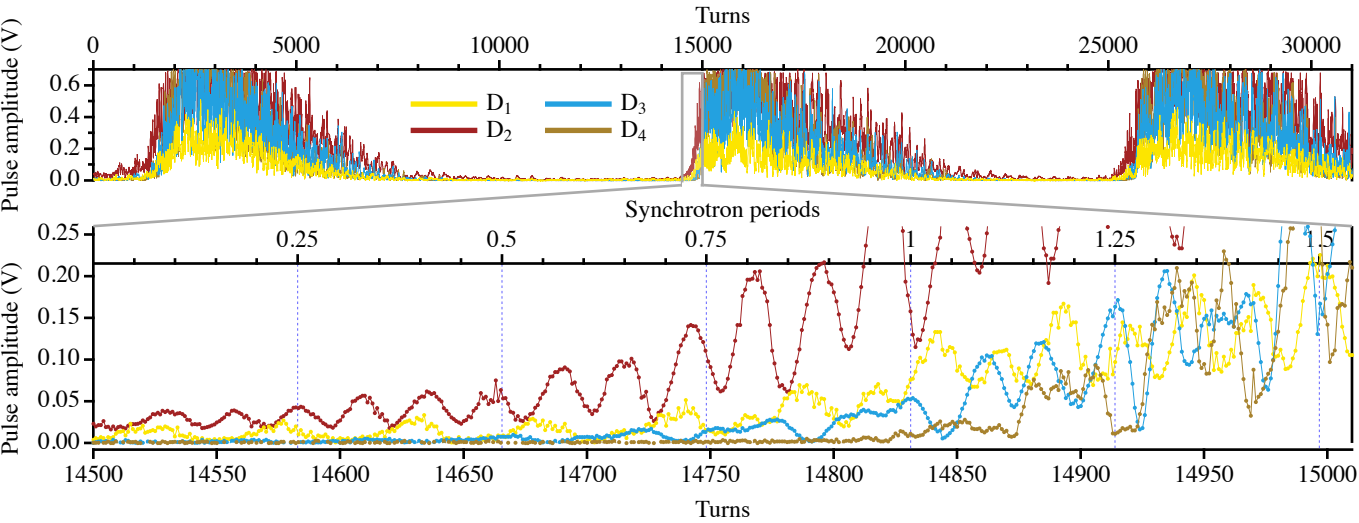 Turns
0 5000 10000 15000 20000 25000 30000
Pulse amplitude (V)
0.6
0.4
0.2
0.0
D1 D3
D2 D4
Synchrotron periods
0.25 0.5 0.75 1 1.25 1.5
Pulse amplitude (V)
0.25
0.20
0.15
0.10
0.05
0.00
14500 14550 14600 14650 14700 14750 14800 14850 14900 14950 15000
Turns